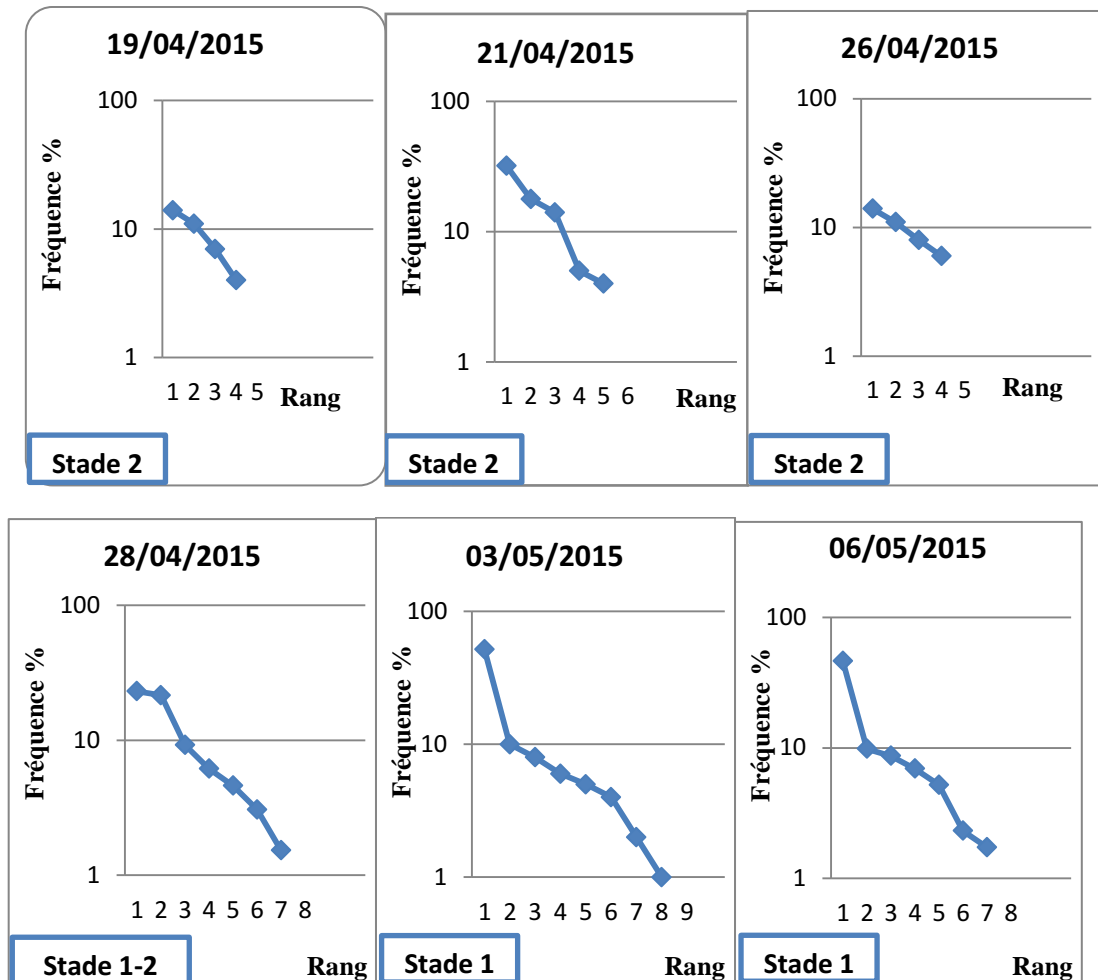 19/04/2015
Fréquence %
100
10
1
1 2 3 4 5
Rang
Stade 2
21/04/2015
Fréquence %
100
10
1
1 2 3 4 5 6
Rang
Stade 2
26/04/2015
Fréquence %
100
10
1
1 2 3 4 5
Rang
Stade 2
28/04/2015
Fréquence %
100
10
1
1 2 3 4 5 6 7 8
Rang
Stade 1-2
03/05/2015
Fréquence %
100
10
1
1 2 3 4 5 6 7 8 9
Rang
Stade 1
06/05/2015
Fréquence %
100
10
1
1 2 3 4 5 6 7 8
Rang
Stade 1